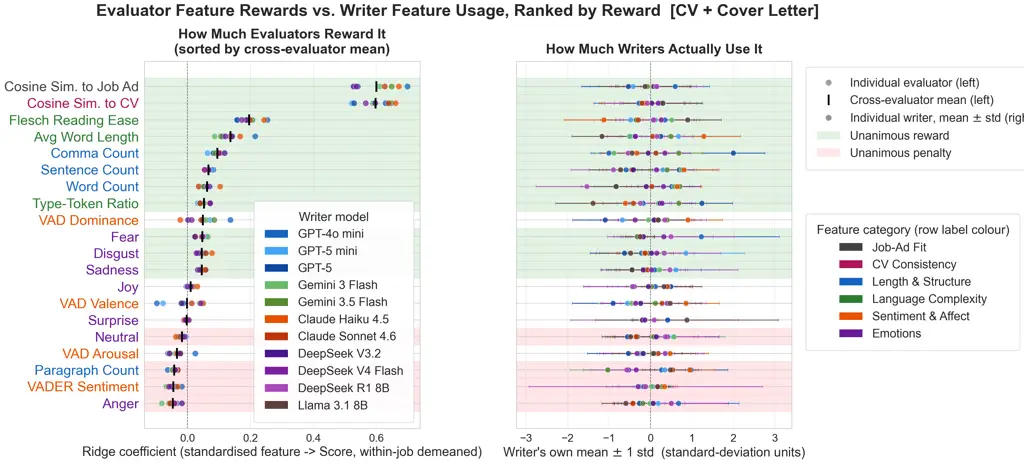 Evaluator Feature Rewards vs. Writer Feature Usage, Ranked by Reward [CV + Cover Letter]
How Much Evaluators Reward It
(sorted by cross-evaluator mean)
Cosine Sim. to Job Ad
Cosine Sim. to CV
Flesch Reading Ease
Avg Word Length
Comma Count
Sentence Count
Word Count
Type-Token Ratio
VAD Dominance
Fear
Disgust
Sadness
Joy
VAD Valence
Surprise
Neutral
VAD Arousal
Paragraph Count
VADER Sentiment
Anger
Writer model
GPT-4o mini
GPT-5 mini
GPT-5
Gemini 3 Flash
Gemini 3.5 Flash
Claude Haiku 4.5
Claude Sonnet 4.6
DeepSeek V3.2
DeepSeek V4 Flash
DeepSeek R1 8B
Llama 3.1 8B
0.0 0.2 0.4 0.6
Ridge coefficient (standardised feature -> Score, within-job demeaned)
How Much Writers Actually Use It
−3 −2 −1 0 1 2 3
Writer's own mean ± 1 std (standard-deviation units)
Individual evaluator (left)
Cross-evaluator mean (left)
Individual writer, mean ± std (righ
Unanimous reward
Unanimous penalty
Feature category (row label colour)
Job-Ad Fit
CV Consistency
Length & Structure
Language Complexity
Sentiment & Affect
Emotions